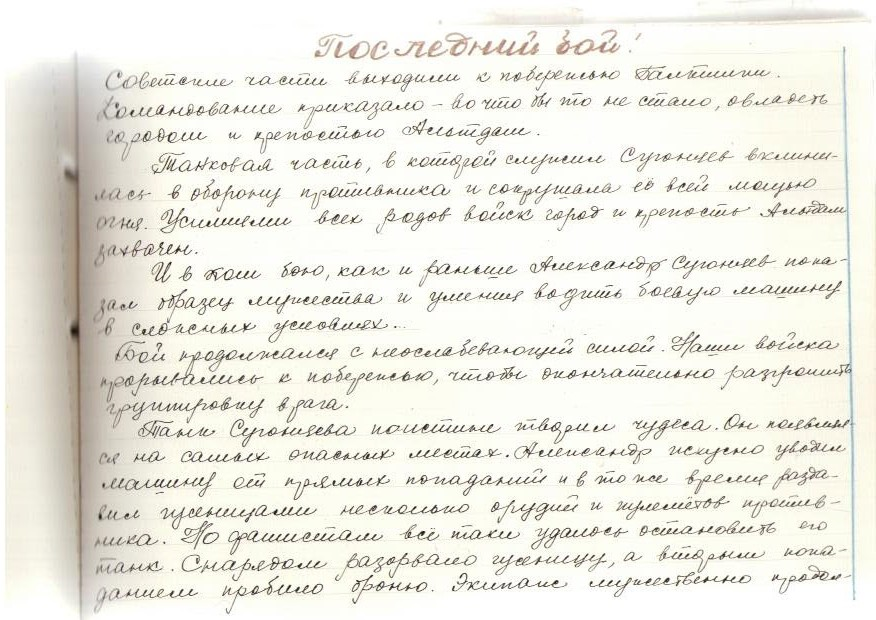 Последний бой!
Советские части выходили к побережью Балтики.
Командование приказало - во что бы то не стало, овладеть
городом и крепостью Альтдам.
Танковая часть, в которой служил Сугоняев вклини-
лась в оборону противника и сокрушала её всей мощью
огня. Усилиями всех родов войск город и крепость Альтдам
захвачен.
И в том бою, как и раньше Александр Сугоняев пока-
зал образец мужества и умения водить боевую машину
в сложных условиях...
Бой продолжался с неослабевающей силой. Наши войска
прорывались к побережью, чтобы окончательно разгромить
группировку врага.
Танк Сугоняева поистине творил чудеса. Он появлял-
ся на самых опасных местах. Александр искусно уводил
машину от прямых попаданий и в то же время разда-
вил гусеницами несколько орудий и пулемётов против-
ника. Но фашистам всё таки удалось остановить его
танк. Снарядом разорвало гусеницу, а вторым попа-
данием пробило броню. Экипаж мужественно продол-